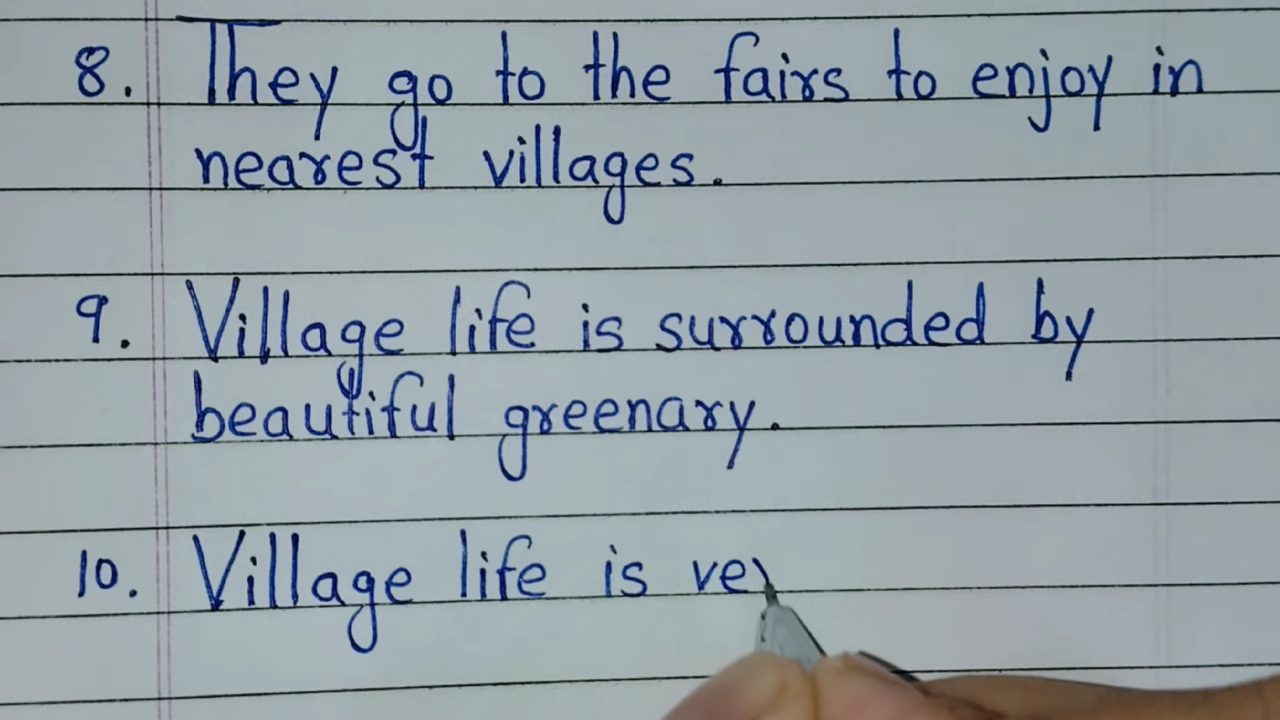 8. They go to the fairs to enjoy in
nearest villages.
9. Village life is surrounded by
beautiful greenary.
10. Village life is ve